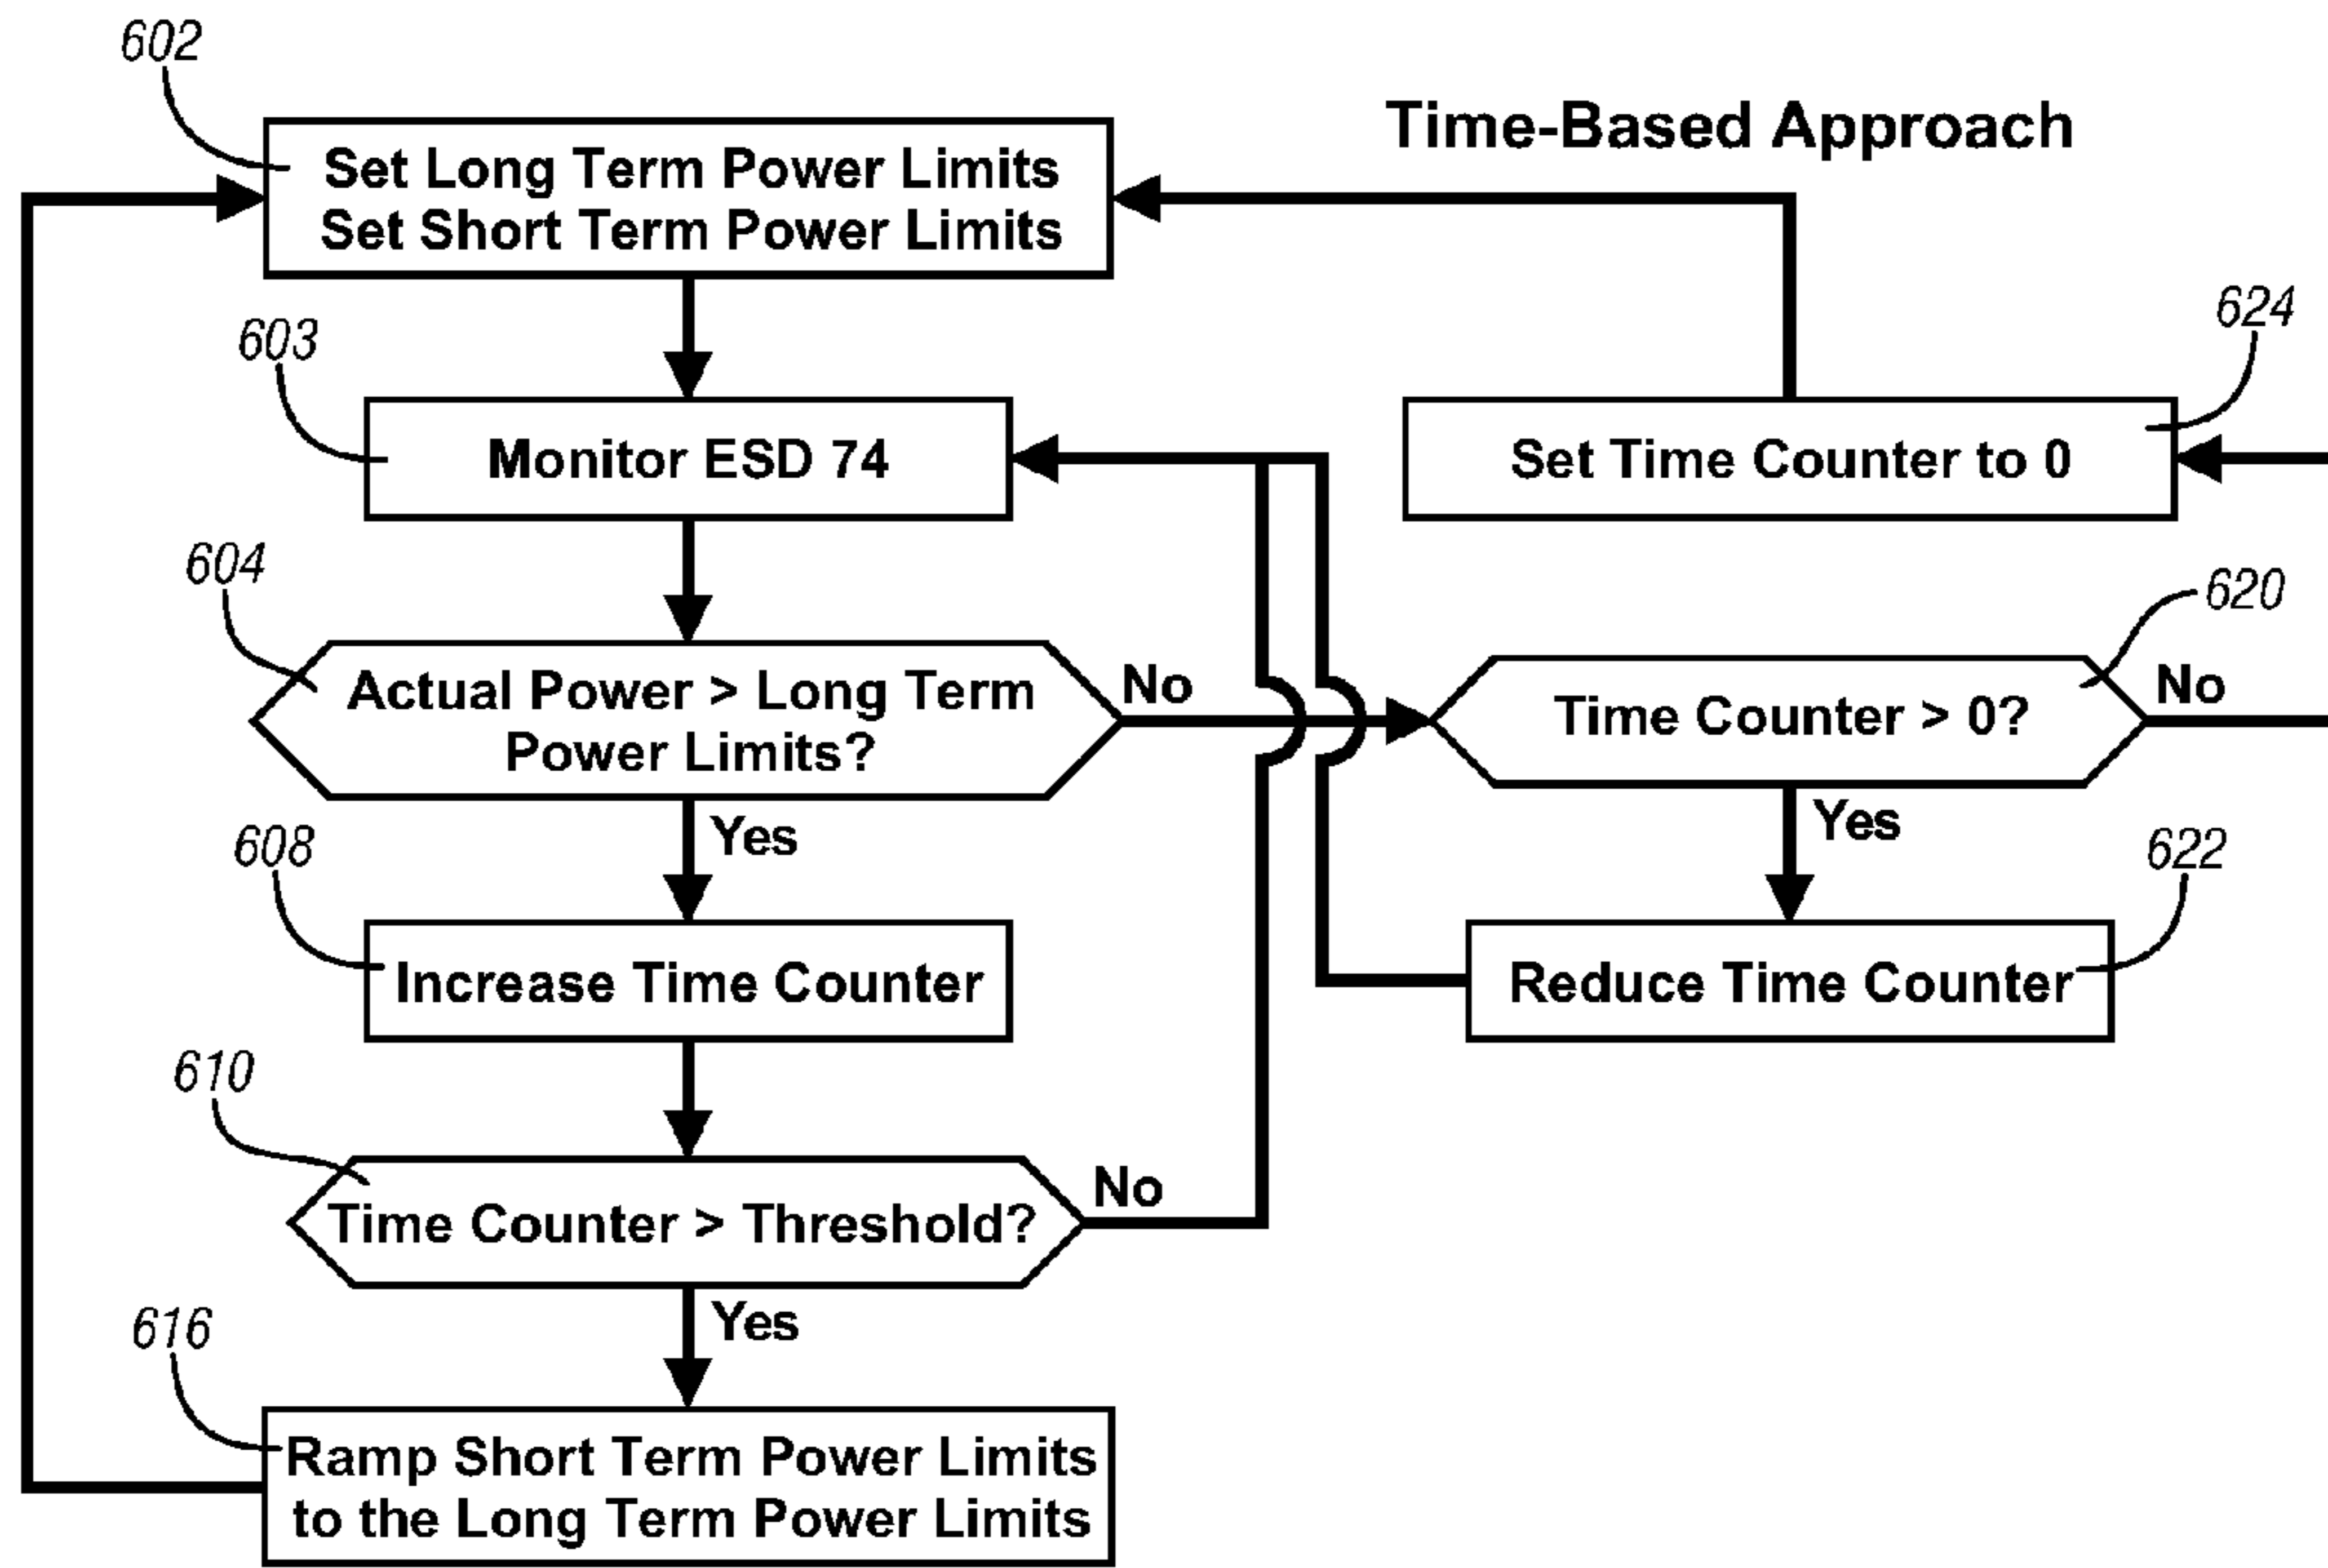 602
Time-Based Approach
Set Long Term Power Limits
Set Short Term Power Limits
603
624
Monitor ESD 74
Set Time Counter to 0
604
620
Actual Power > Long Term
Power Limits?
No
Time Counter > 0?
No
Yes
Yes
608
622
Increase Time Counter
Reduce Time Counter
610
Time Counter > Threshold?
No
Yes
616
Ramp Short Term Power Limits
to the Long Term Power Limits